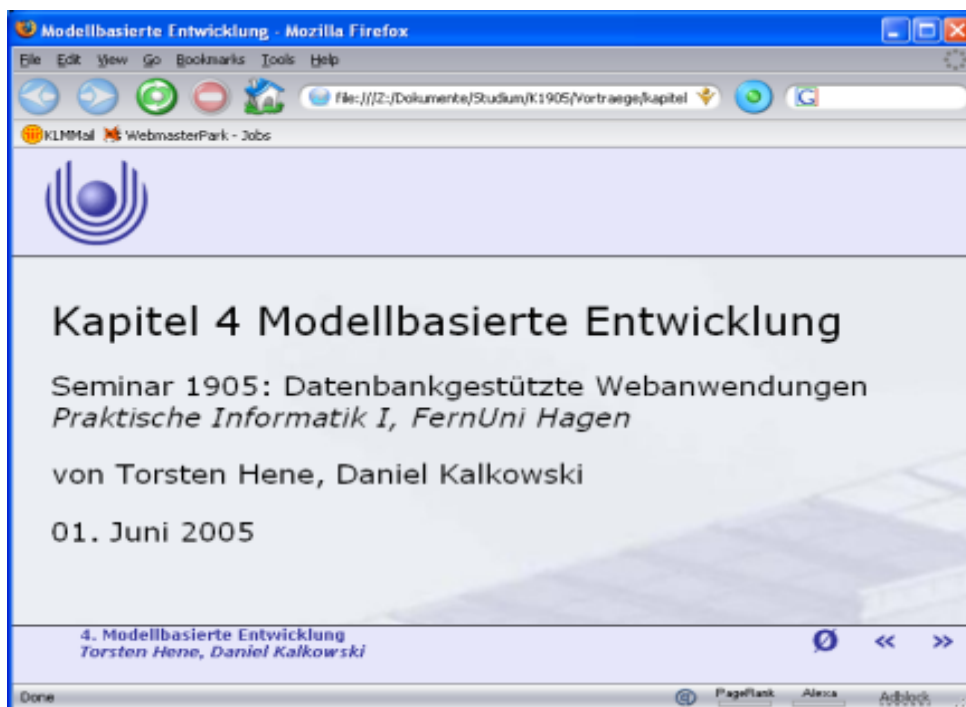 Modellbasierte Entwicklung - Mozilla Firefox
File Edit View Go Bookmarks Tools Help
file:///Z:/Dokumente/Studium/K1905/Vortraege/kapitel
G
KLMMail WebmasterPark - Jobs
Kapitel 4 Modellbasierte Entwicklung
Seminar 1905: Datenbankgestützte Webanwendungen
Praktische Informatik I, FernUni Hagen
von Torsten Hene, Daniel Kalkowski
01. Juni 2005
4. Modellbasierte Entwicklung
Torsten Hene, Daniel Kalkowski
Ø « »
Done PageRank Alexa Adblock